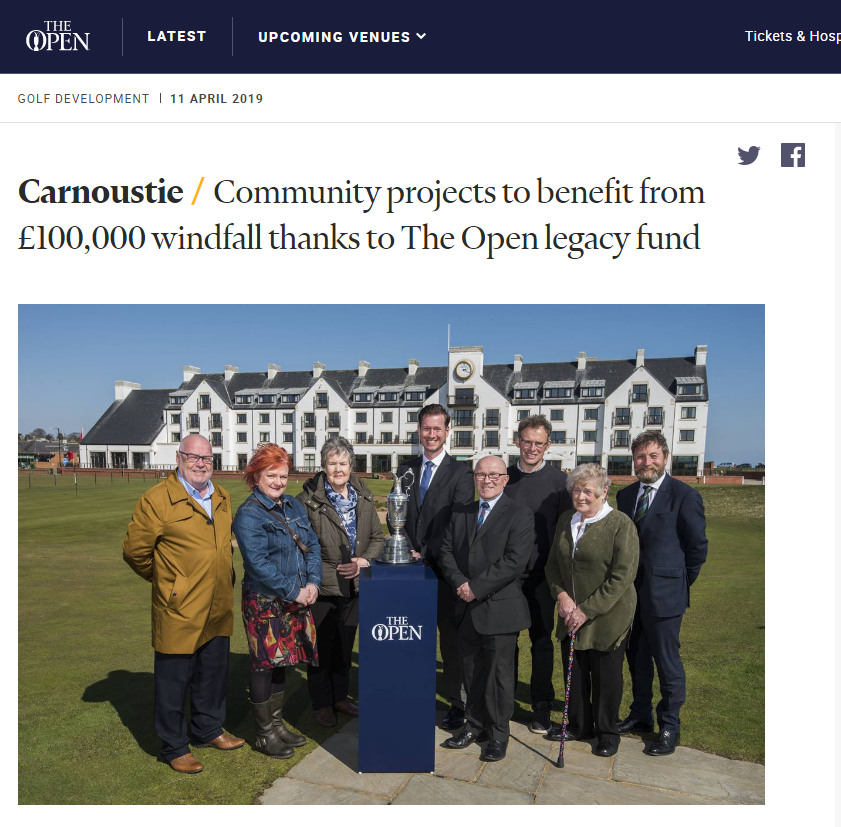 THE OPEN
LATEST
UPCOMING VENUES
Tickets & Hosp
GOLF DEVELOPMENT | 11 APRIL 2019
Carnoustie / Community projects to benefit from
£100,000 windfall thanks to The Open legacy fund
THE
OPEN